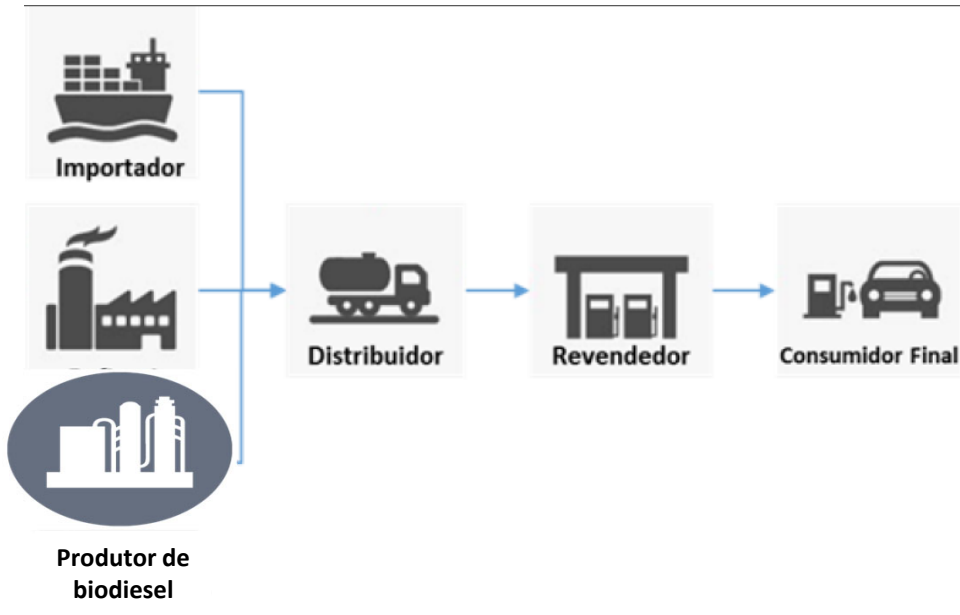 Importador
Distribuidor
Revendedor
Consumidor Final
Produtor de
biodiesel